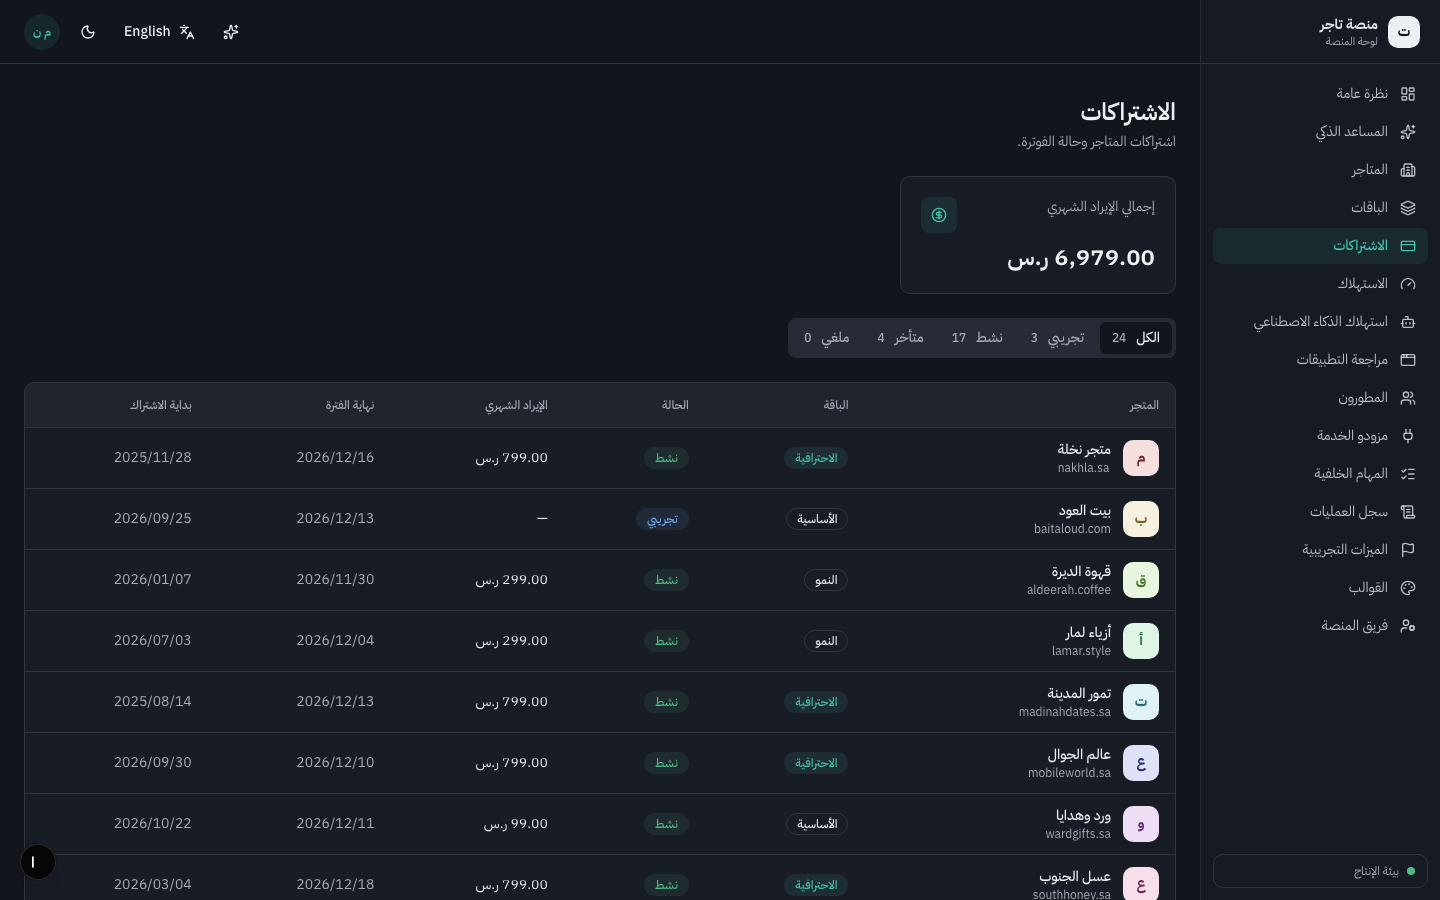 ت
منصة تاجر
لوحة المنصة
English
م ن
نظرة عامة
المساعد الذكي
المتاجر
الباقات
الاشتراكات
الاستهلاك
استهلاك الذكاء الاصطناعي
مراجعة التطبيقات
المطورون
مزودو الخدمة
المهام الخلفية
سجل العمليات
الميزات التجريبية
القوالب
فريق المنصة
بيئة الإنتاج
الاشتراكات
اشتراكات المتاجر وحالة الفوترة.
إجمالي الإيراد الشهري
6,979.00 ر.س
الكل 24 تجريبي 3 نشط 17 متأخر 4 ملغي 0
المتجر الباقة الحالة الإيراد الشهري نهاية الفترة بداية الاشتراك
م متجر نخلة الاحترافية نشط 799.00 ر.س 2026/12/16 2025/11/28
nakhla.sa
ب بيت العود الأساسية تجريبي — 2026/12/13 2026/09/25
baitaloud.com
ق قهوة الديرة النمو نشط 299.00 ر.س 2026/11/30 2026/01/07
aldeerah.coffee
أ أزياء لمار النمو نشط 299.00 ر.س 2026/12/04 2026/07/03
lamar.style
ت تمور المدينة الاحترافية نشط 799.00 ر.س 2026/12/13 2025/08/14
madinahdates.sa
ع عالم الجوال الاحترافية نشط 799.00 ر.س 2026/12/10 2026/09/30
mobileworld.sa
و ورد وهدايا الأساسية نشط 99.00 ر.س 2026/12/11 2026/10/22
wardgifts.sa
ع عسل الجنوب الاحترافية نشط 799.00 ر.س 2026/12/18 2026/03/04
southhoney.sa